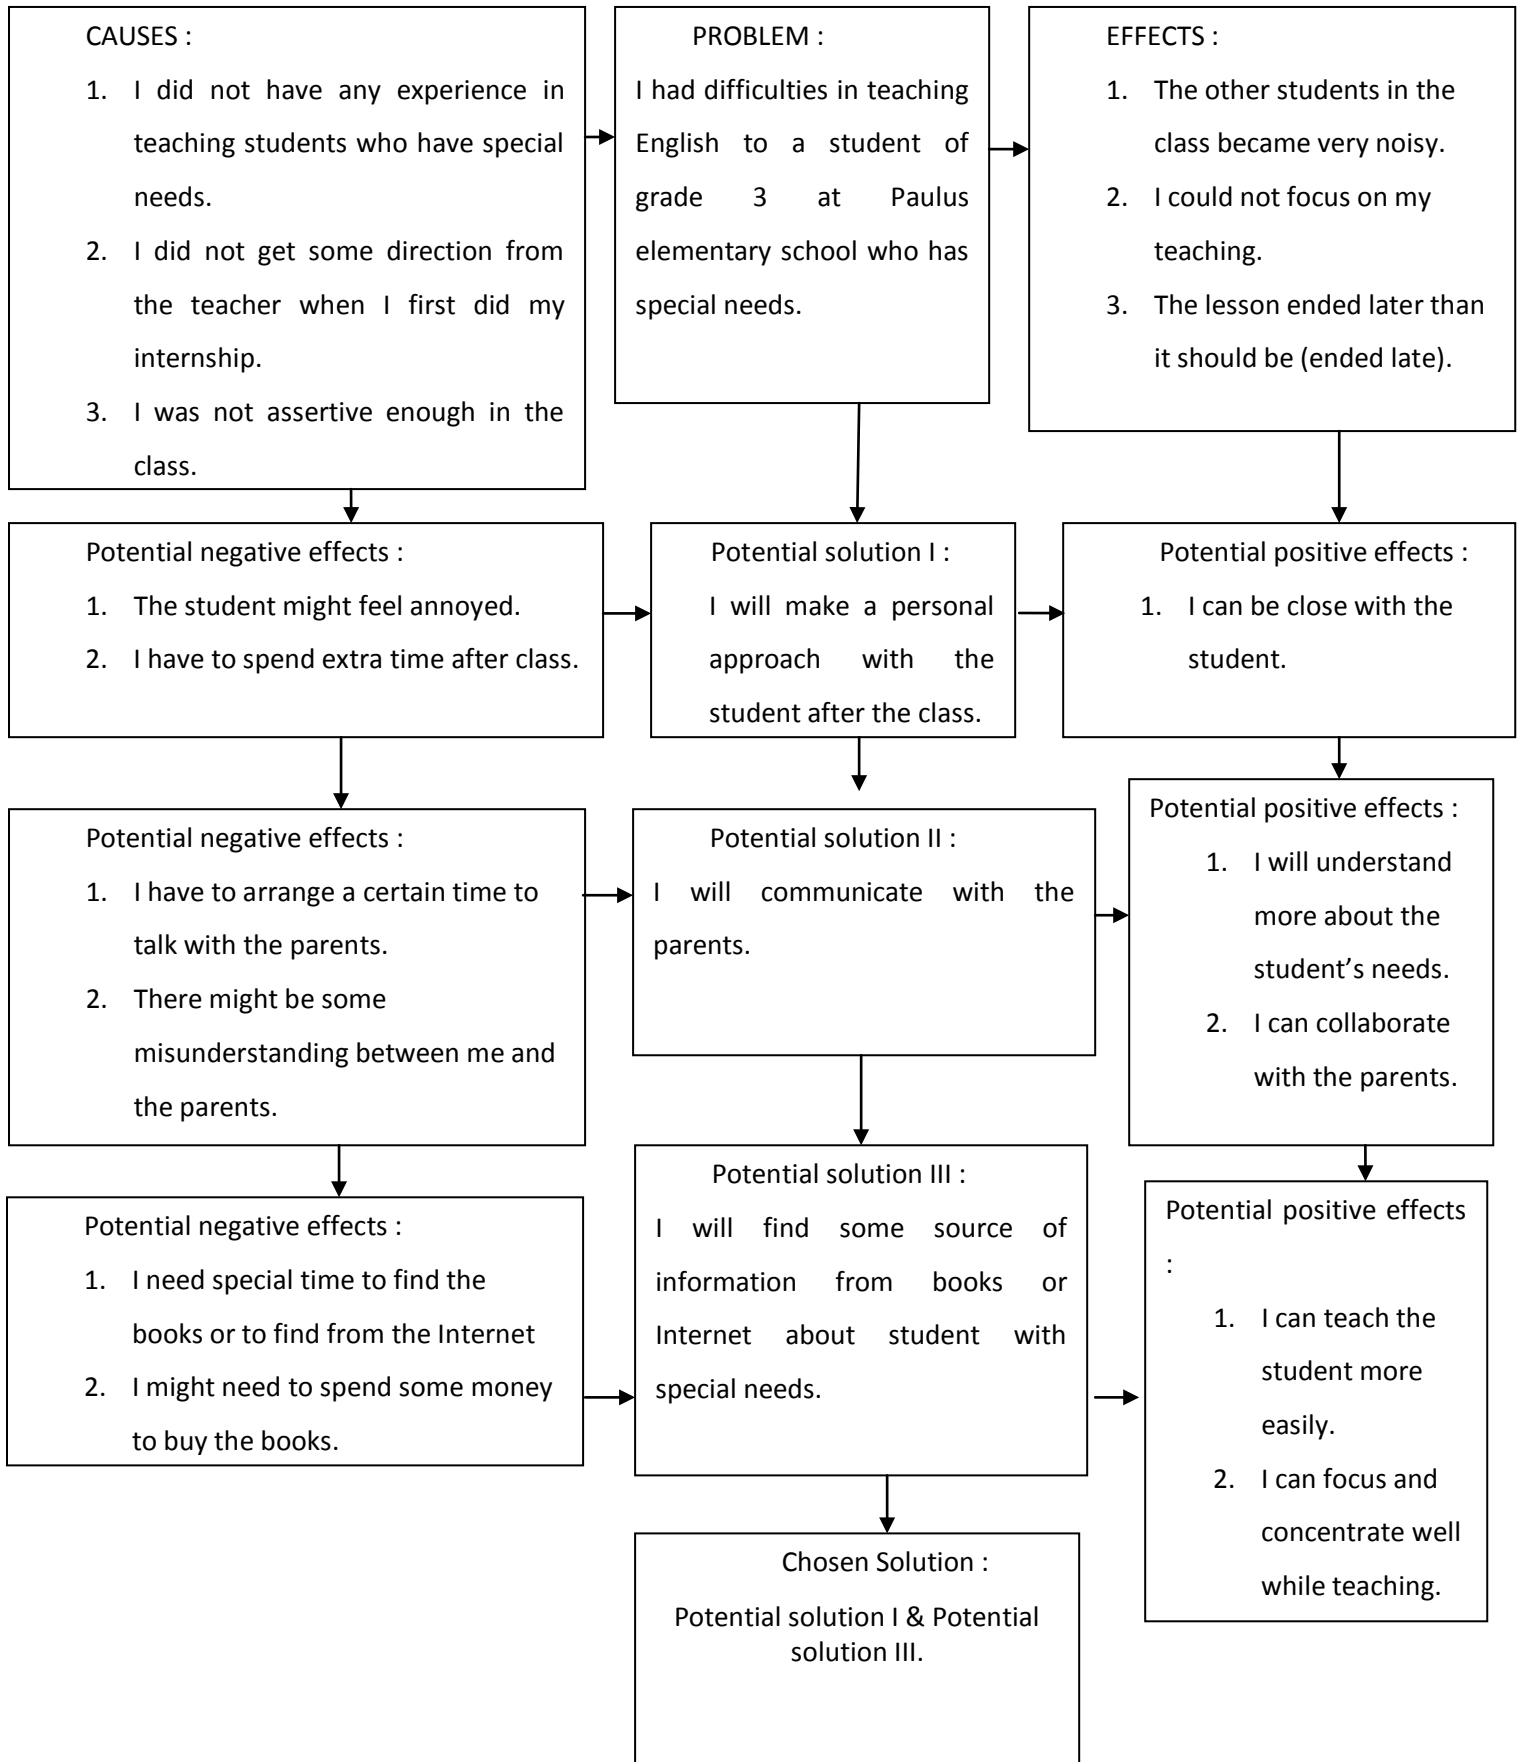 CAUSES :
1. I did not have any experience in
teaching students who have special
needs.
2. I did not get some direction from
the teacher when I first did my
internship.
3. I was not assertive enough in the
class.
PROBLEM :
I had difficulties in teaching
English to a student of
grade 3 at Paulus
elementary school who has
special needs.
EFFECTS :
1. The other students in the
class became very noisy.
2. I could not focus on my
teaching.
3. The lesson ended later than
it should be (ended late).
Potential negative effects :
1. The student might feel annoyed.
2. I have to spend extra time after class.
Potential solution I :
I will make a personal
approach with the
student after the class.
Potential positive effects :
1. I can be close with the
student.
Potential negative effects :
1. I have to arrange a certain time to
talk with the parents.
2. There might be some
misunderstanding between me and
the parents.
Potential solution II :
I will communicate with the
parents.
Potential positive effects :
1. I will understand
more about the
student’s needs.
2. I can collaborate
with the parents.
Potential negative effects :
1. I need special time to find the
books or to find from the Internet
2. I might need to spend some money
to buy the books.
Potential solution III :
I will find some source of
information from books or
Internet about student with
special needs.
Potential positive effects
:
1. I can teach the
student more
easily.
2. I can focus and
concentrate well
while teaching.
Chosen Solution :
Potential solution I & Potential
solution III.